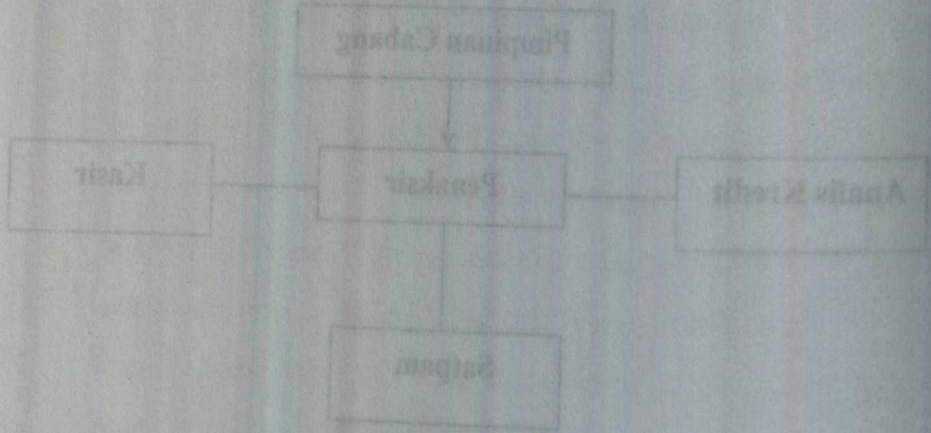 Pimpinan Cabang
Analis Kredit
Penaksir
Kasir
Satpam